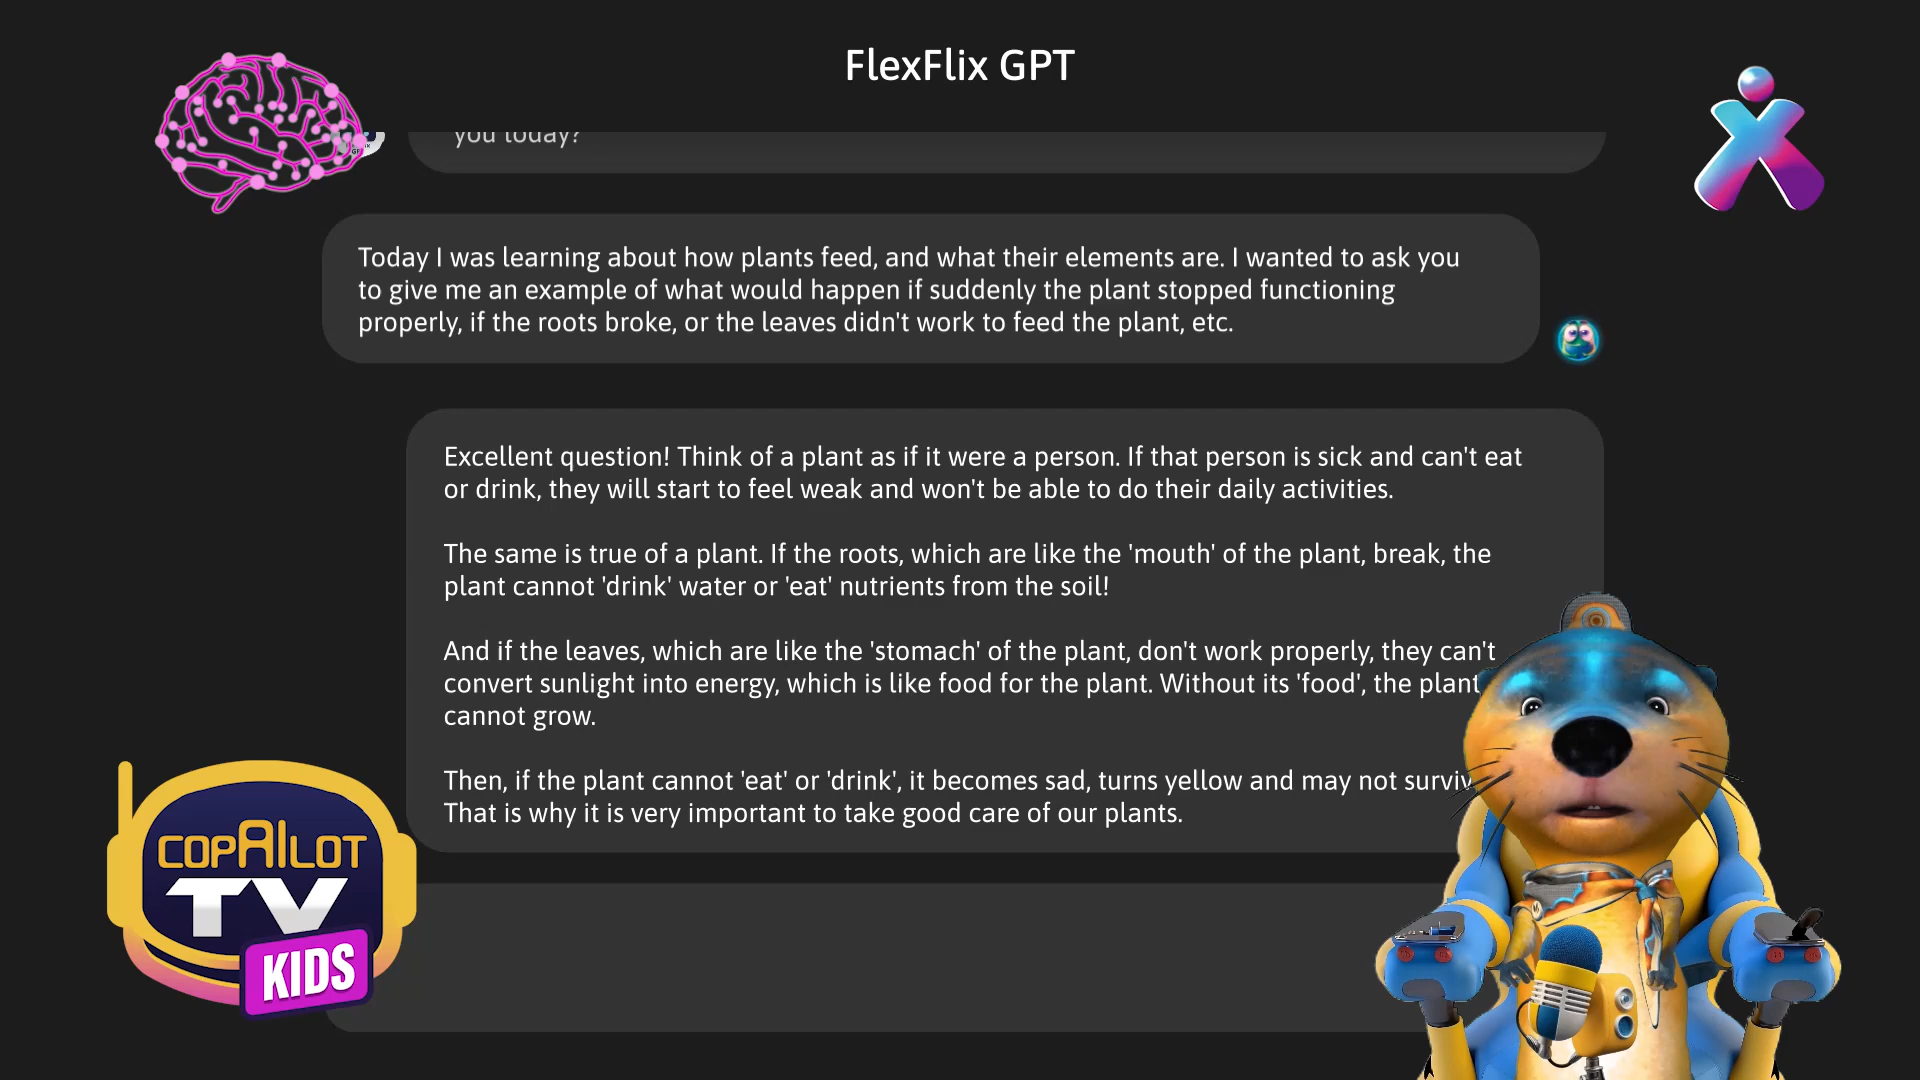 FlexFlix GPT
you today?
Today I was learning about how plants feed, and what their elements are. I wanted to ask you
to give me an example of what would happen if suddenly the plant stopped functioning
properly, if the roots broke, or the leaves didn't work to feed the plant, etc.
Excellent question! Think of a plant as if it were a person. If that person is sick and can't eat
or drink, they will start to feel weak and won't be able to do their daily activities.
The same is true of a plant. If the roots, which are like the 'mouth' of the plant, break, the
plant cannot 'drink' water or 'eat' nutrients from the soil!
And if the leaves, which are like the 'stomach' of the plant, don't work properly, they can't
convert sunlight into energy, which is like food for the plant. Without its 'food', the plant
cannot grow.
Then, if the plant cannot 'eat' or 'drink', it becomes sad, turns yellow and may not surviv
That is why it is very important to take good care of our plants.
COPAILOT
TV
KIDS